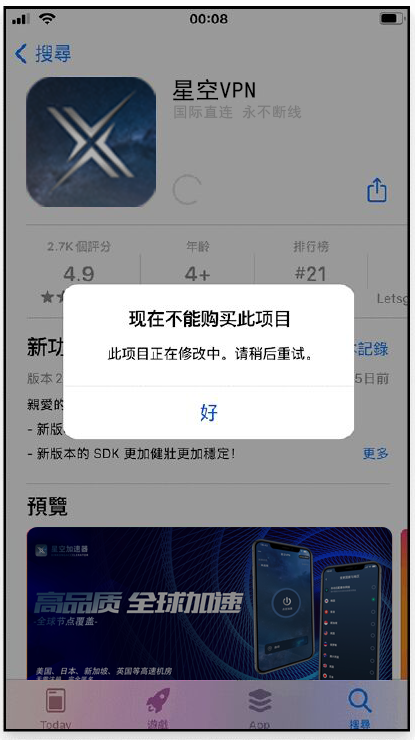 00:08
搜尋
星空VPN
国际直连 永不断线
2.7K 個評分
年齡
排行榜
4.9
4+
#21
★★
Letsg
现在不能购买此项目
此项目正在修改中。请稍后重试。
好
新功
記錄
版本 2
5日前
親愛的
- 新版
- 新版本的 SDK 更加健壯更加穩定!
更多
預覽
星空加速器
高品质 全球加速
-全球节点覆盖-
美国、日本、新加坡、英国等高速机房
Today
遊戲
App
搜尋